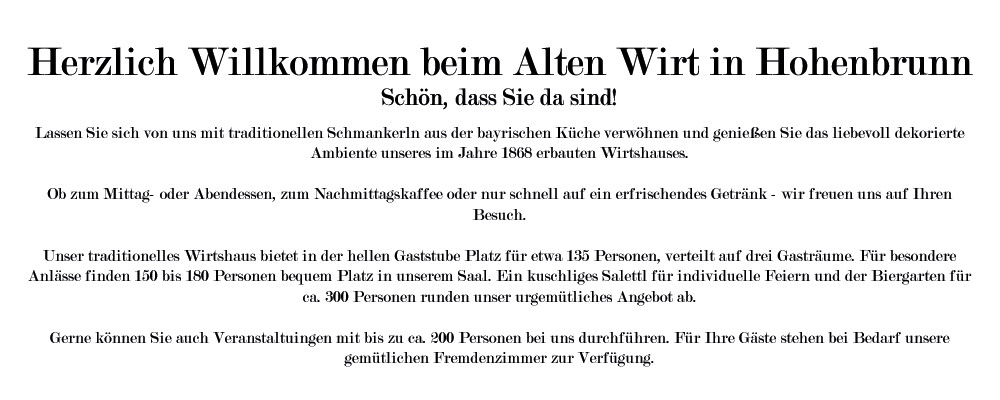 Herzlich Willkommen beim Alten Wirt in Hohenbrunn
Schön, dass Sie da sind!
Lassen Sie sich von uns mit traditionellen Schmankerln aus der bayrischen Küche verwöhnen und genießen Sie das liebevoll dekorierte
Ambiente unseres im Jahre 1868 erbauten Wirtshauses.
Ob zum Mittag- oder Abendessen, zum Nachmittagskaffee oder nur schnell auf ein erfrischendes Getränk - wir freuen uns auf Ihren
Besuch.
Unser traditionelles Wirtshaus bietet in der hellen Gaststube Platz für etwa 135 Personen, verteilt auf drei Gasträume. Für besondere
Anlässe finden 150 bis 180 Personen bequem Platz in unserem Saal. Ein kuschliges Salettl für individuelle Feiern und der Biergarten für
ca. 300 Personen runden unser urgemütliches Angebot ab.
Gerne können Sie auch Veranstaltuingen mit bis zu ca. 200 Personen bei uns durchführen. Für Ihre Gäste stehen bei Bedarf unsere
gemütlichen Fremdenzimmer zur Verfügung.